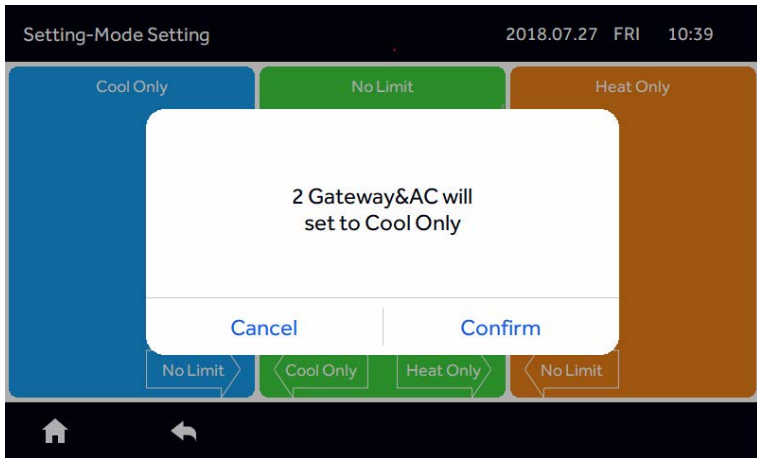 Setting-Mode Setting
2018.07.27 FRI 10:39
Cool Only
No Limit
Heat Only
2 Gateway&AC will
set to Cool Only
Cancel
Confirm
No Limit
Cool Only
Heat Only
No Limit